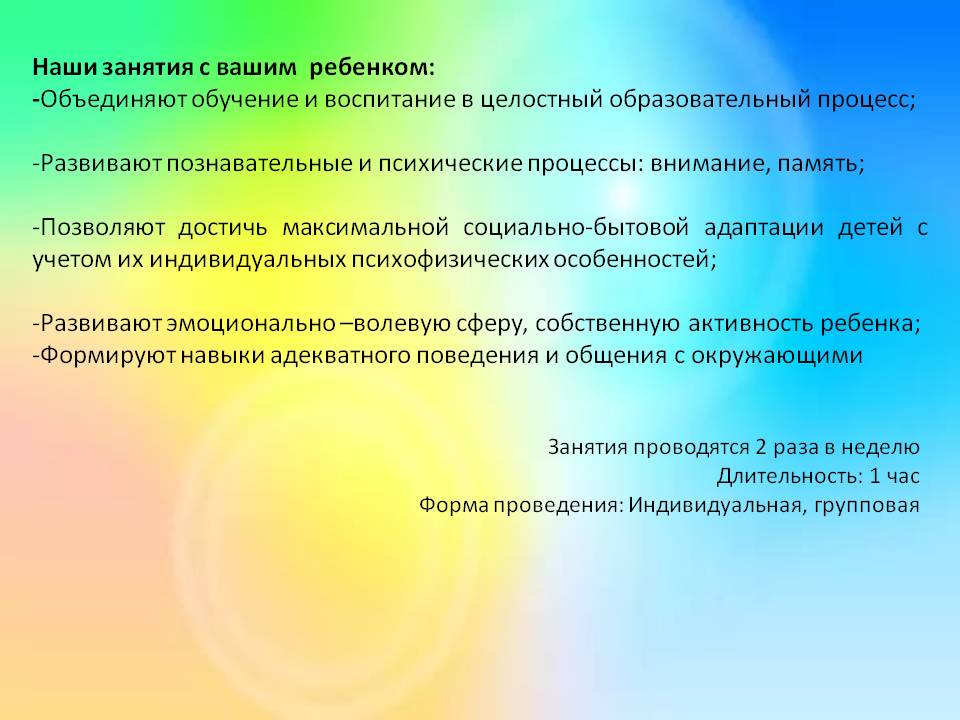 Наши занятия с вашим  ребенком:
-Объединяют обучение и воспитание в целостный образовательный процесс;
-Развивают познавательные и психические процессы: внимание, память;
-Позволяют достичь максимальной социально-бытовой адаптации детей с
учетом их индивидуальных психофизических особенностей;
-Развивают эмоционально –волевую сферу, собственную активность ребенка;
-Формируют навыки адекватного поведения и общения с окружающими
Занятия проводятся 2 раза в неделю
Длительность: 1 час
Форма проведения: Индивидуальная, групповая